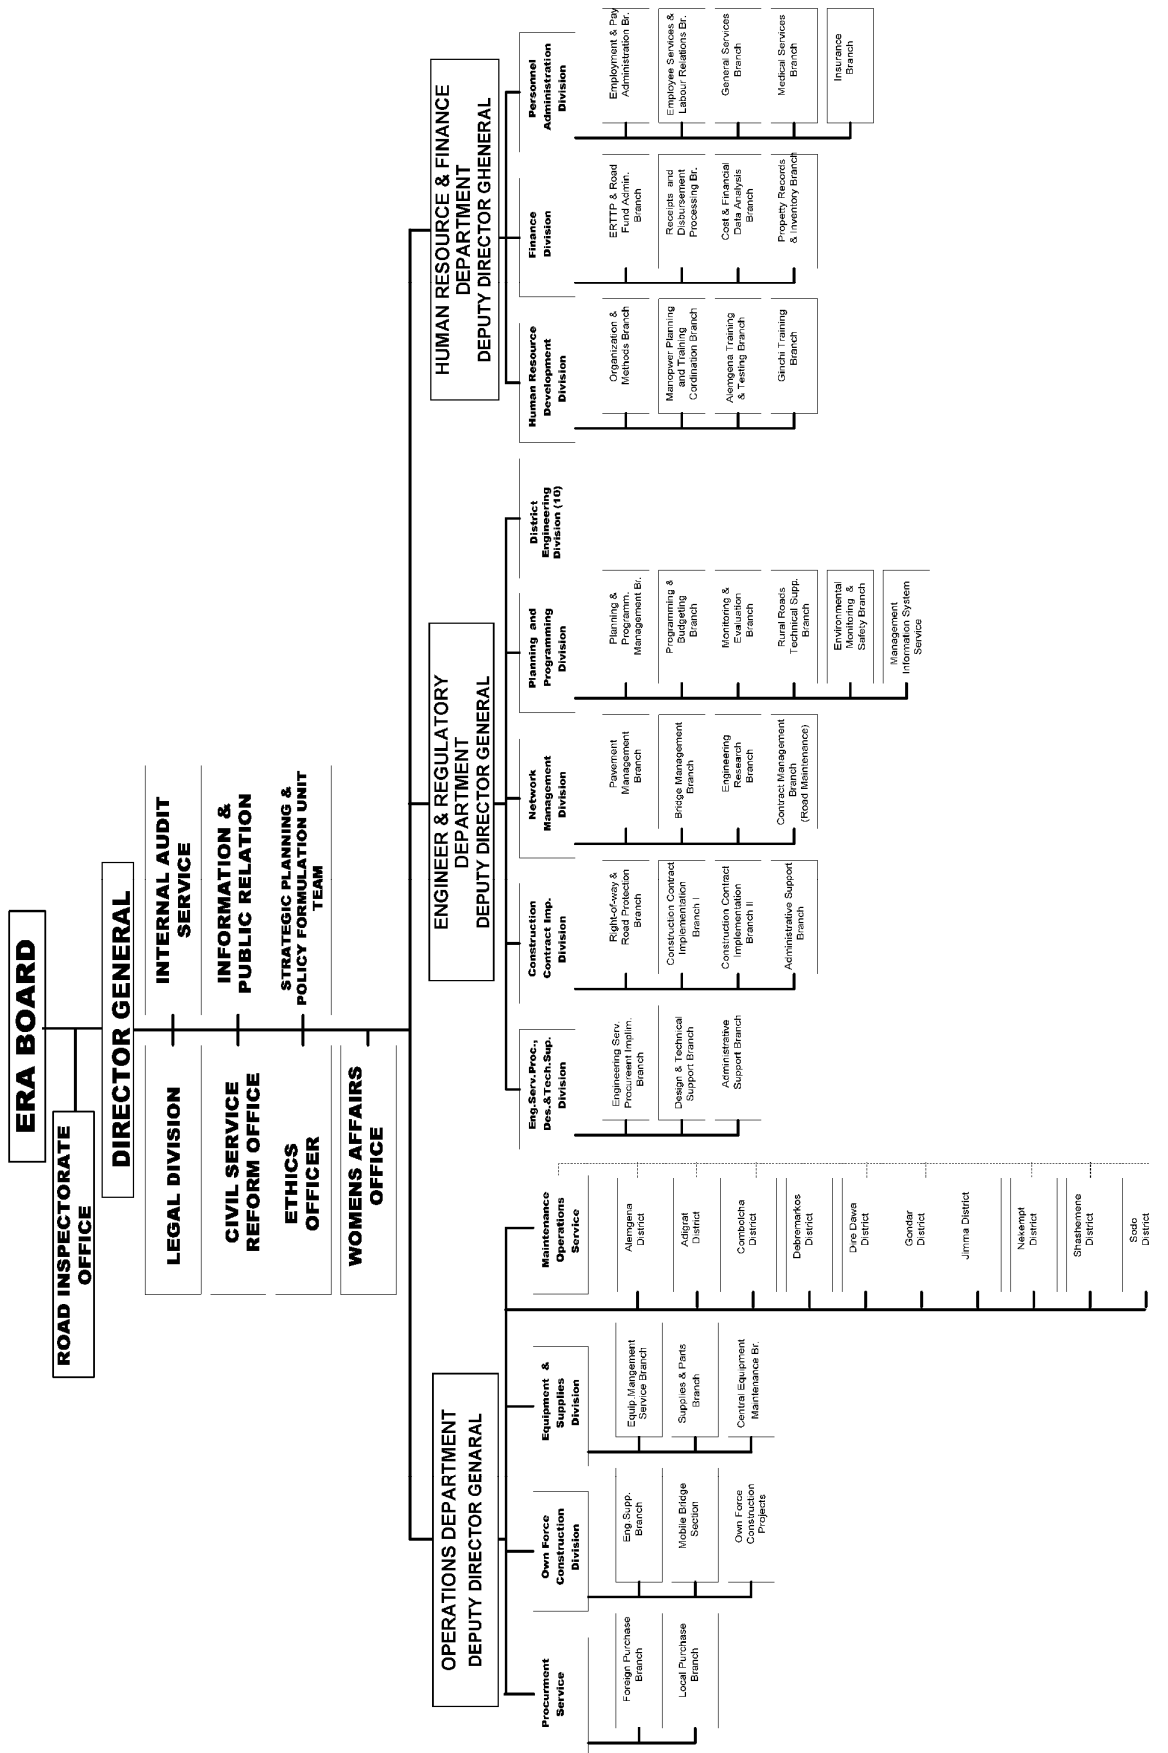 ERA BOARD
ROAD INSPECTORATE
OFFICE
DIRECTOR GENERAL
LEGAL DIVISION
INTERNAL AUDIT
SERVICE
CIVIL SERVICE
REFORM OFFICE
INFORMATION &
PUBLIC RELATION
ETHICS
OFFICER
STRATEGIC PLANNING &
POLICY FORMULATION UNIT
TEAM
WOMENS AFFAIRS
OFFICE
OPERATIONS DEPARTMENT
DEPUTY DIRECTOR GENARAL
Procurment
Service
Foreign Purchase
Branch
Local Purchase
Branch
Own Force
Construction
Division
Eng.Supp.
Branch
Mobile Bridge
Section
Own Force
Construction
Projects
Equipment &
Supplies
Division
Equip.Mangement
Service Branch
Supplies & Parts
Branch
Central Equipment
Maintenance Br.
Maintenance
Operations
Service
Alemgena
District
Adigrat
District
Combolcha
District
Debremarkos
District
Dire Dawa
District
Gondar
District
Jimma District
Nekempt
District
Shashemene
District
Sodo
District
ENGINEER & REGULATORY
DEPARTMENT
DEPUTY DIRECTOR GENERAL
Eng.Serv.Proc.,
Des.&Tech.Sup.
Division
Engineering Serv.
Procureent Implim.
Branch
Design & Technical
Support Branch
Administrative
Support Branch
Construction
Contract Imp.
Division
Right-of-way &
Road Protection
Branch
Construction Contract
Implementation
Branch I
Construction Contract
Implementation
Branch II
Administrative Support
Branch
Network
Management
Division
Pavement
Management
Branch
Bridge Management
Branch
Engineering
Research
Branch
Contract Management
Branch
(Road Maintenance)
Planning and
Programming
Division
Planning &
Programm.
Management Br.
Programming &
Budgeting
Branch
Monitoring &
Evaluation
Branch
Rural Roads
Technical Supp.
Branch
Environmental
Monitoring &
Safety Branch
Management
Information System
Service
District
Engineering
Division (10)
HUMAN RESOURCE & FINANCE
DEPARTMENT
DEPUTY DIRECTOR GHENERAL
Human Resource
Development
Division
Organization &
Methods Branch
Manopwer Planning
and Training
Cordination Branch
Alemgena Training
& Testing Branch
Ginchi Training
Branch
Finance
Division
ERTTP & Road
Fund Admin.
Branch
Receipts and
Disbursement
Processing Br.
Cost & Financial
Data Analysis
Branch
Propetty Records
& Inventory Branch
Personnel
Administration
Division
Employment & Pay
Administration Br.
Employee Services &
Labour Relations Br.
General Services
Branch
Medical Services
Branch
Insurance
Branch